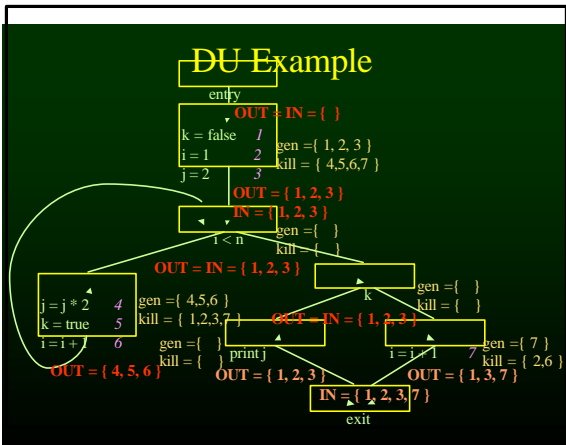 DU Example
entry
OUT = IN = { }
k = false 1
i = 1 2
j = 2 3
gen ={ 1, 2, 3 }
kill = { 4,5,6,7 }
OUT = { 1, 2, 3 }
IN = { 1, 2, 3 }
gen ={ }
kill = { }
i < n
OUT = IN = { 1, 2, 3 }
k
gen ={ }
kill = { }
j = j * 2 4
k = true 5
i = i + 1 6
gen ={ 4,5,6 }
kill = { 1,2,3,7 }
OUT = { 4, 5, 6 }
OUT = IN = { 1, 2, 3 }
gen ={ }
kill = { }
print j
i = i + 1 7
gen ={ 7 }
kill = { 2,6 }
OUT = { 1, 2, 3 }
OUT = { 1, 3, 7 }
IN = { 1, 2, 3, 7 }
exit